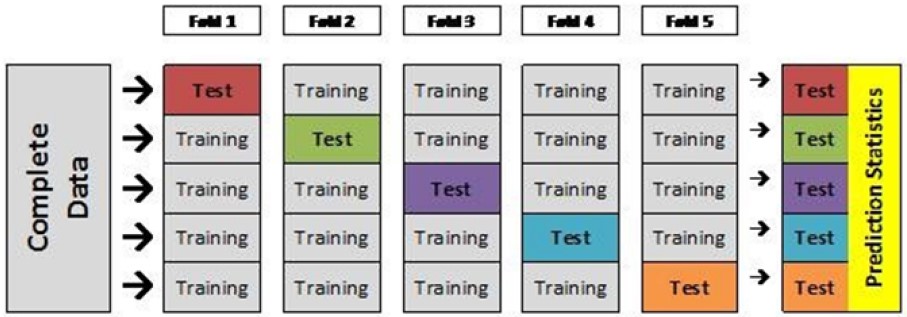 Fold 1 Fold 2 Fold 3 Fold 4 Fold 5
Complete
Data
Test Training Training Training Training Test
Training Test Training Training Training Test
Training Training Test Training Training Test
Training Training Training Test Training Test
Training Training Training Training Test Test
Prediction Statistics